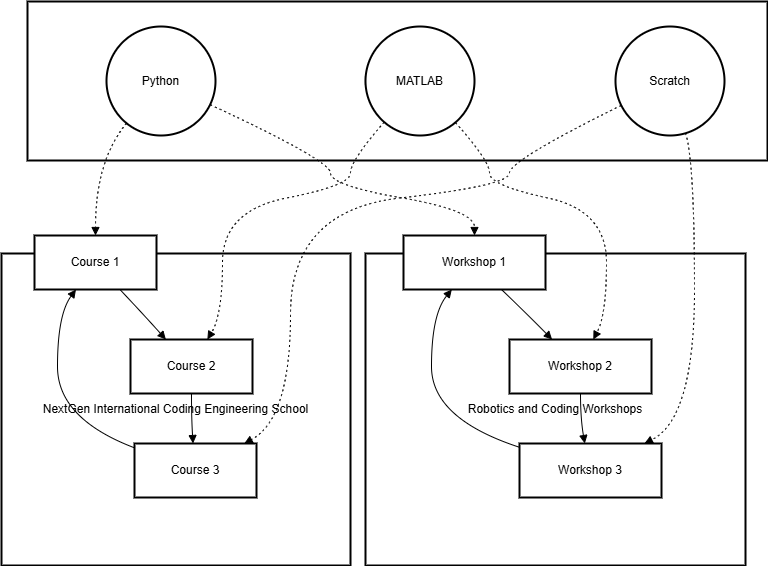 Python
MATLAB
Scratch
Course 1
Workshop 1
Course 2
Workshop 2
NextGen International Coding Engineering School
Robotics and Coding Workshops
Course 3
Workshop 3